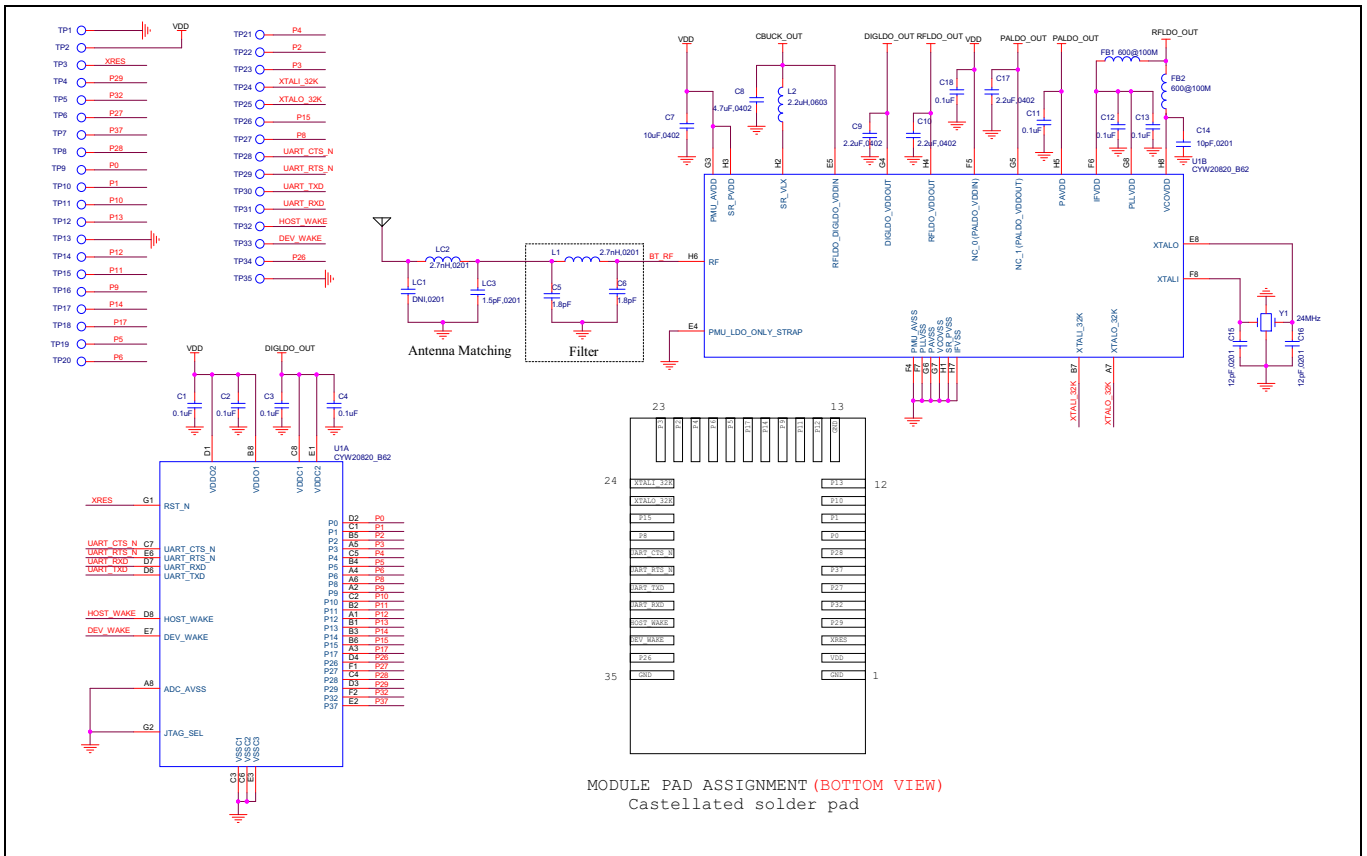 TP1
TP2
VDD
TP3 XRES
TP4 P29
TP5 P32
TP6 P27
TP7 P37
TP8 P28
TP9 P0
TP10 P1
TP11 P10
TP12 P13
TP13
TP14 P12
TP15 P11
TP16 P9
TP17 P14
TP18 P17
TP19 P5
TP20 P6
TP21 P4
TP22 P2
TP23 P3
TP24 XTALI_32K
TP25 XTALO_32K
TP26 P15
TP27 P8
TP28 UART_CTS_N
TP29 UART_RTS_N
TP30 UART_TXD
TP31 UART_RXD
TP32 HOST_WAKE
TP33 DEV_WAKE
TP34 P26
TP35
VDD
CBUCK_OUT
DIGLDO_OUT
RFLDO_OUT
VDD
PALDO_OUT
PALDO_OUT
RFLDO_OUT
FB1 600@100M
FB2
600@100M
C7
10uF,0402
C8
4.7uF,0402
L2
2.2uH,0603
C9
2.2uF,0402
C10
2.2uF,0402
C18
0.1uF
C17
2.2uF,0402
C11
0.1uF
C12
0.1uF
C13
0.1uF
C14
10pF,0201
U1B
CYW20820_B62
G3
H3
H2
E5
G4
H4
F5
G5
H5
F6
G8
H8
PMU_AVDD
SR_PVDD
SR_VLX
RFLDO_DIGLDO_VDDIN
DIGLDO_VDDOUT
RFLDO_VDDOUT
NC_0 (PALDO_VDDIN)
NC_1 (PALDO_VDDOUT)
PAVDD
IFVDD
PLLVDD
VCOVDD
XTALO
E8
XTALI
F8
Y1
24MHz
C15
12pF,0201
C16
12pF,0201
LC2
2.7nH,0201
LC1
DNI,0201
LC3
1.5pF,0201
Antenna Matching
L1
2.7nH,0201
C5
1.8pF
C6
1.8pF
Filter
BT_RF
H6
RF
E4
PMU_LDO_ONLY_STRAP
PMU_AVSS
PLLVSS
PAVSS
VCOVSS
SR_PVSS
IFVSS
F4
F7
G6
G7
H1
H7
XTALI_32K
B7
XTALI_32K
XTALO_32K
A7
XTALO_32K
VDD
DIGLDO_OUT
C1
0.1uF
C2
0.1uF
C3
0.1uF
C4
0.1uF
U1A
CYW20820_B62
D1
B8
C8
E1
VDDO2
VDDO1
VDDC1
VDDC2
XRES G1 RST_N
UART_CTS_N C7 UART_CTS_N
UART_RTS_N E6 UART_RTS_N
UART_RXD D7 UART_RXD
UART_TXD D6 UART_TXD
HOST_WAKE D8 HOST_WAKE
DEV_WAKE E7 DEV_WAKE
A8 ADC_AVSS
G2 JTAG_SEL
VSSC1
VSSC2
VSSC3
C3
C6
E3
P0 D2 P0
P1 C1 P1
P2 B5 P2
P3 A5 P3
P4 C5 P4
P5 B4 P5
P6 A4 P6
P8 A6 P8
P9 A2 P9
P10 C2 P10
P11 B2 P11
P12 A1 P12
P13 B1 P13
P14 B3 P14
P15 B6 P15
P17 A3 P17
P26 D4 P26
P27 F1 P27
P28 C4 P28
P29 D3 P29
P32 F2 P32
P37 E2 P37
23
13
P3
P2
P4
P6
P5
P17
P14
P9
P11
P12
GND
24
12
XTALI_32K P13
XTALO_32K P10
P15 P1
P8 P0
UART_CTS_N P28
UART_RTS_N P37
UART_TXD P27
UART_RXD P32
HOST_WAKE P29
DEV_WAKE XRES
P26 VDD
GND GND
35
1
MODULE PAD ASSIGNMENT(BOTTOM VIEW)
Castellated solder pad